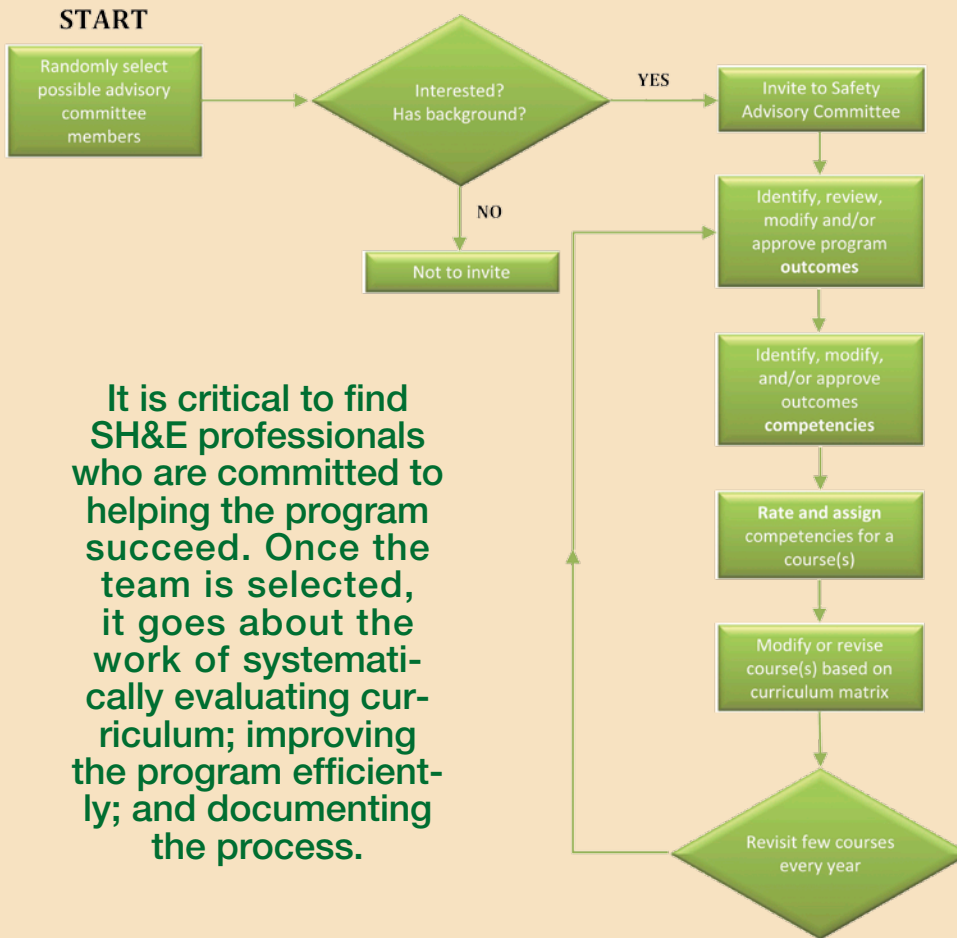 START
Randomly select
possible advisory
committee
members
Interested?
Has background?
YES
Invite to Safety
Advisory Committee
NO
Not to invite
Identify, review,
modify and/or
approve program
outcomes
Identify, modify,
and/or approve
outcomes
competencies
Rate and assign
competencies for a
course(s)
Modify or revise
course(s) based on
curriculum matrix
Revisit few courses
every year
It is critical to find
SH&E professionals
who are committed to
helping the program
succeed. Once the
team is selected,
it goes about the
work of systemati-
cally evaluating cur-
riculum; improving
the program efficient-
ly; and documenting
the process.